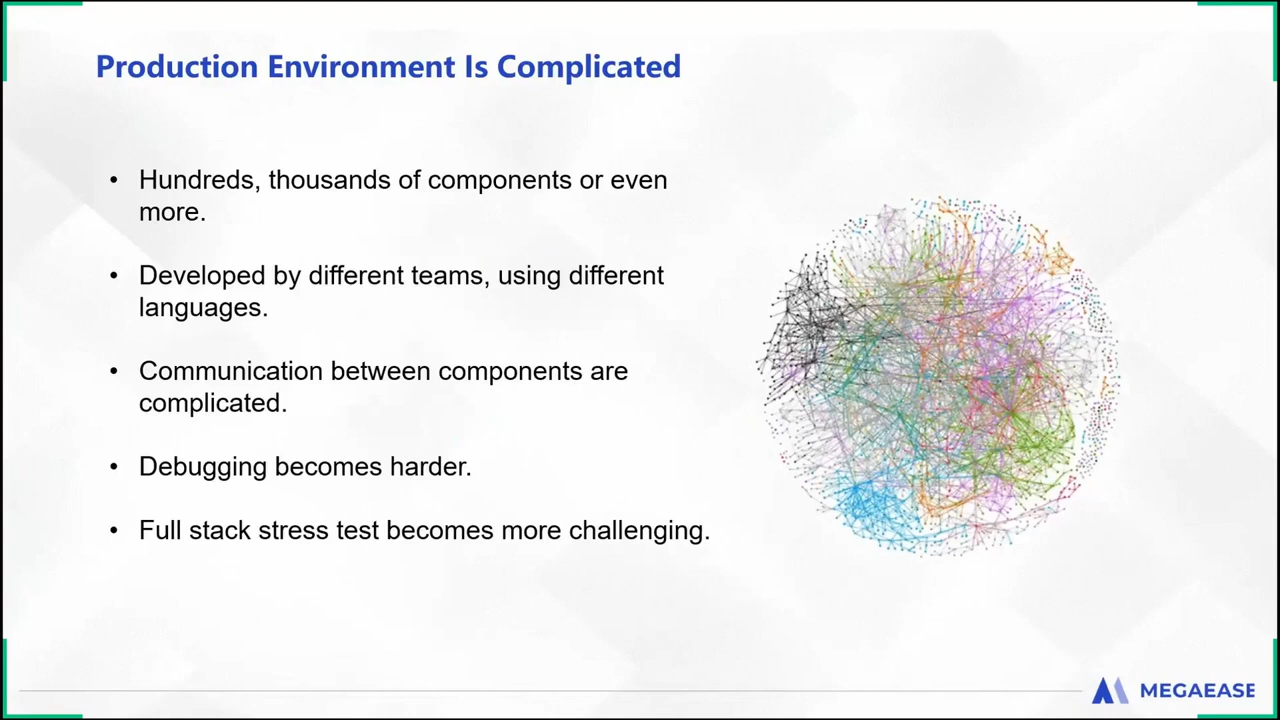 Production Environment Is Complicated
• Hundreds, thousands of components or even
more.
• Developed by different teams, using different
languages.
• Communication between components are
complicated.
• Debugging becomes harder.
• Full stack stress test becomes more challenging.
MEGAEASE